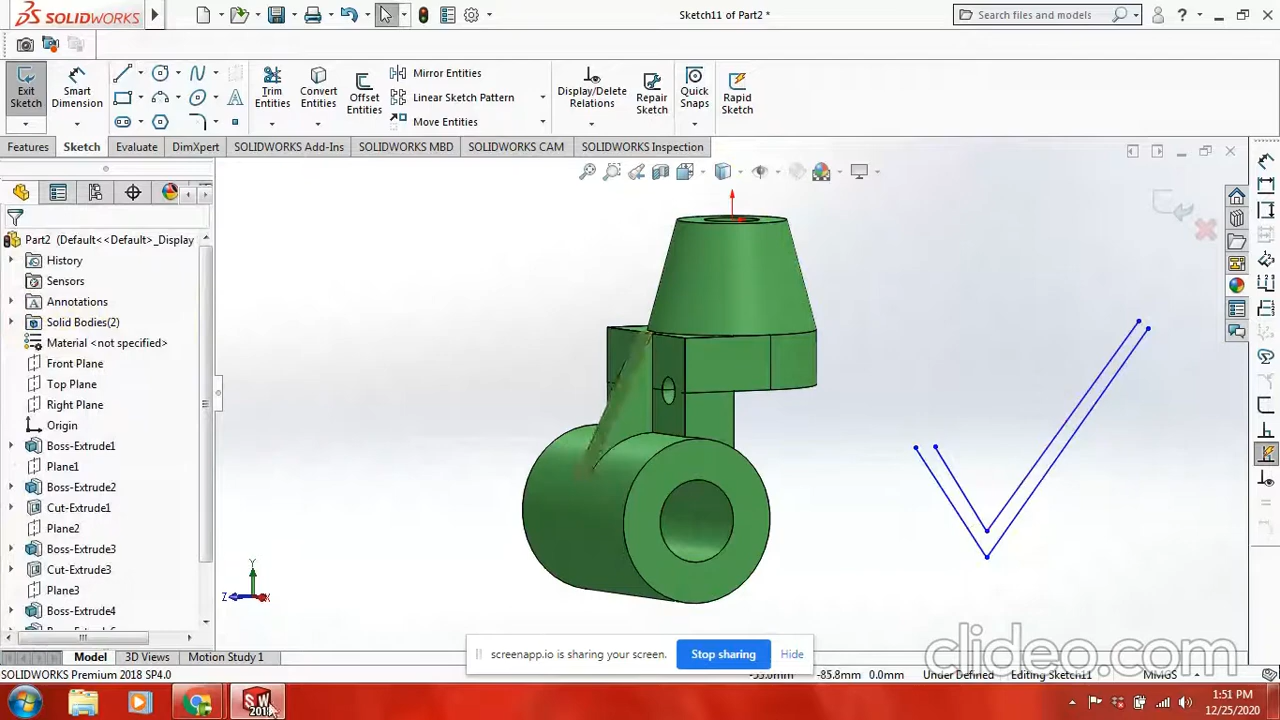 SOLIDWORKS
Sketch11 of Part2 *
Search files and models
Exit Sketch
Smart Dimension
Trim Entities
Convert Entities
Offset Entities
Mirror Entities
Linear Sketch Pattern
Move Entities
Display/Delete Relations
Repair Sketch
Quick Snaps
Rapid Sketch
Features
Sketch
Evaluate
DimXpert
SOLIDWORKS Add-Ins
SOLIDWORKS MBD
SOLIDWORKS CAM
SOLIDWORKS Inspection
Part2 (Default<<Default>_Display
History
Sensors
Annotations
Solid Bodies(2)
Material <not specified>
Front Plane
Top Plane
Right Plane
Origin
Boss-Extrude1
Plane1
Boss-Extrude2
Cut-Extrude1
Plane2
Boss-Extrude3
Cut-Extrude3
Plane3
Boss-Extrude4
Y
Z
X
screenapp.io is sharing your screen.
Stop sharing
Hide
clideo.com
Model
3D Views
Motion Study 1
SOLIDWORKS Premium 2018 SP4.0
-85.8mm
0.0mm
Under Defined
Editing Sketch11
MMGS
SW
2018
1:51 PM
12/25/2020